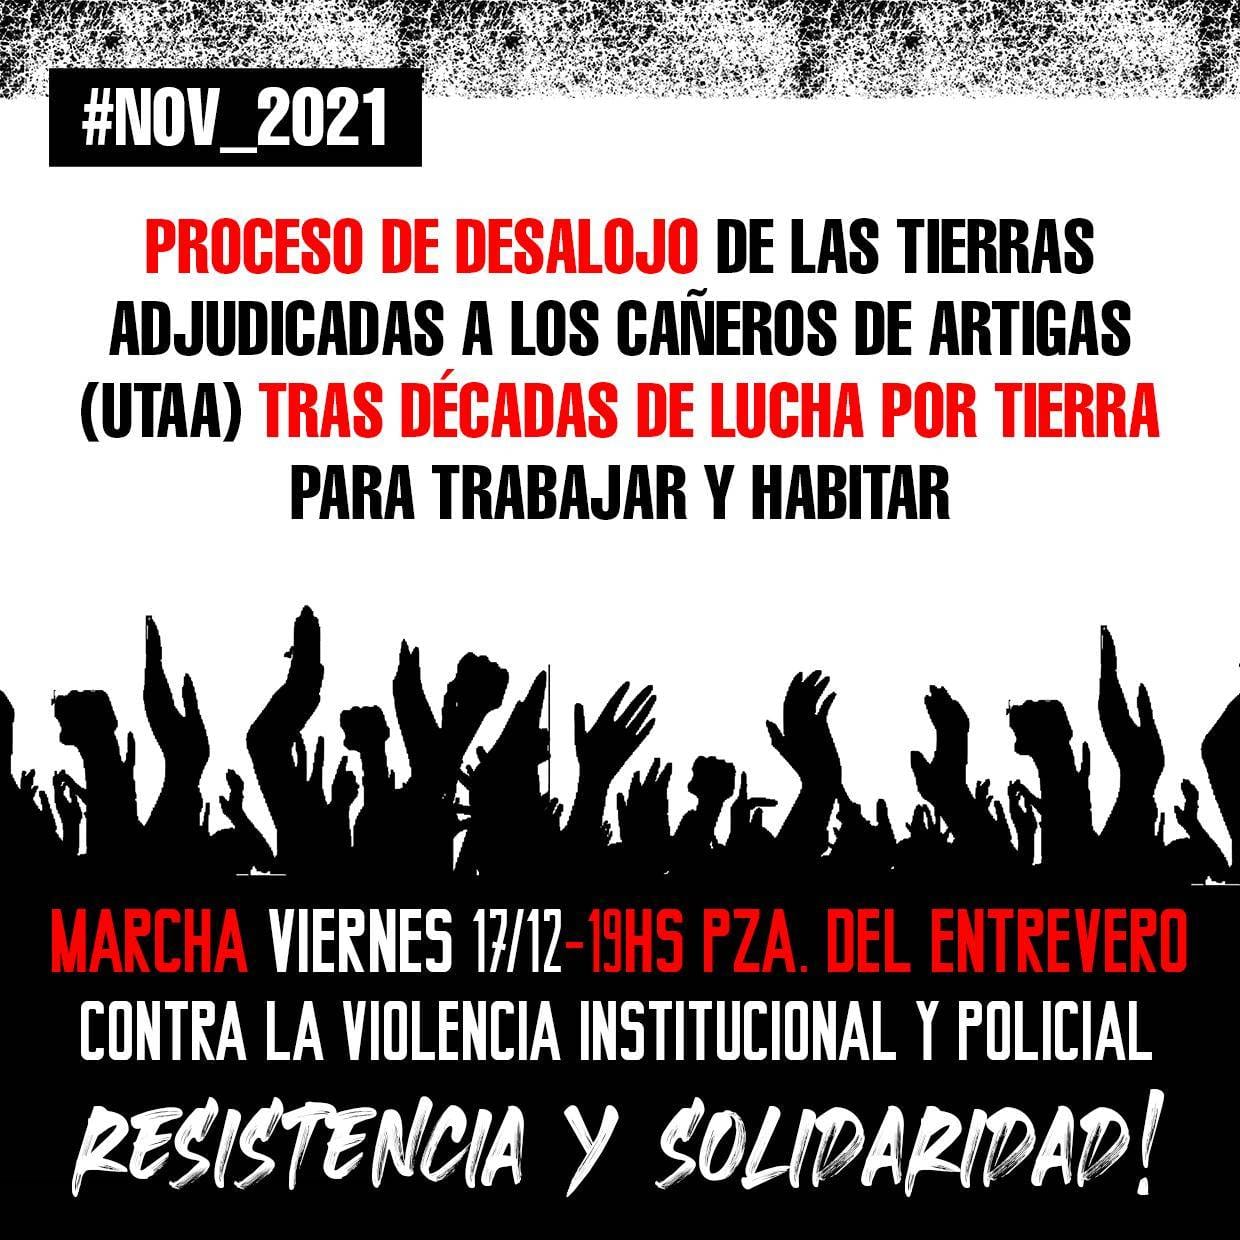 #NOV_2021
PROCESO DE DESALOJO DE LAS TIERRAS
ADJUDICADAS A LOS CAÑEROS DE ARTIGAS
(UTAA) TRAS DÉCADAS DE LUCHA POR TIERRA
PARA TRABAJAR Y HABITAR
MARCHA VIERNES 17/12-19HS PZA. DEL ENTREVERO
CONTRA LA VIOLENCIA INSTITUCIONAL Y POLICIAL
RESISTENCIA Y SOLIDARIDAD!